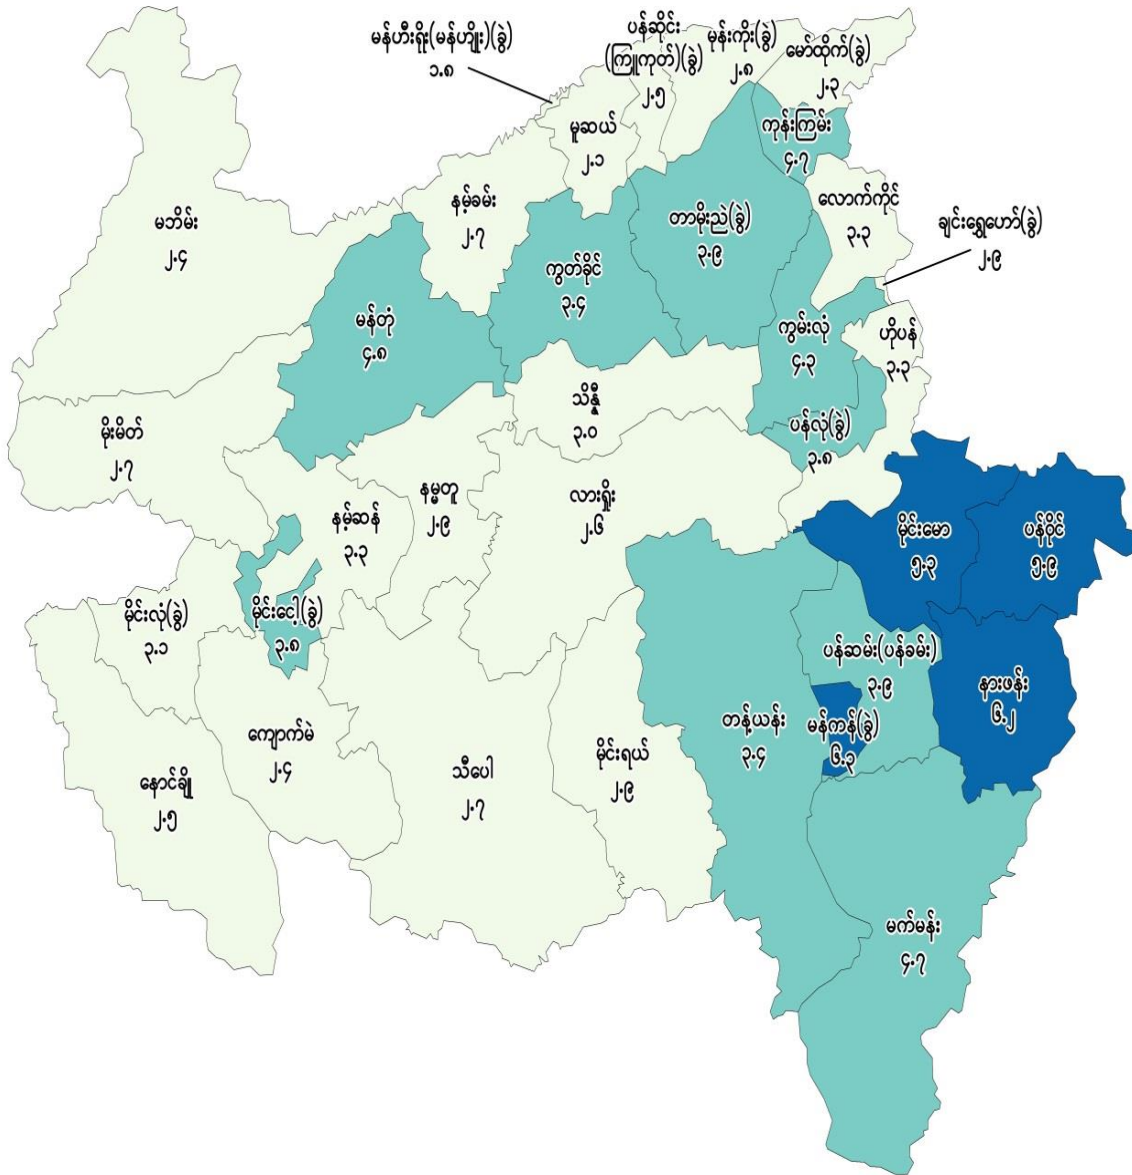 မန်ဟီးရိုး(မန်ဟျိုး)(ခွဲ)
၁.၈
ပန်ဆိုင်း
(ကြူကုတ်)(ခွဲ)
၂.၅
မုန်းကိုး(ခွဲ)
၂.၈
မော်ထိုက်(ခွဲ)
၂.၃
မူဆယ်
၂.၁
ကုန်းကြမ်း
၄.၇
မဘိမ်း
၂.၄
နမ့်ခမ်း
၂.၇
ကွတ်ခိုင်
၃.၄
တာမိုးညဲ(ခွဲ)
၃.၉
လောက်ကိုင်
၃.၃
ချင်းရွှေဟော်(ခွဲ)
၂.၉
မန်တုံ
၄.၈
ကွမ်းလုံ
၄.၃
ဟိုပန်
၃.၃
မိုးမိတ်
၂.၇
သိန္နီ
၃.၀
ပန်လုံ(ခွဲ)
၃.၈
နမ့်ဆန်
၃.၃
နမ္မတူ
၂.၉
လားရှိုး
၂.၆
မိုင်းမော
၅.၃
ပန်ဝိုင်
၅.၉
မိုင်းလုံ(ခွဲ)
၃.၁
မိုင်းငေါ့(ခွဲ)
၃.၈
ပန်ဆမ်း(ပန်ခမ်း)
၃.၉
နားဖန်း
၆.၂
နောင်ချို
၂.၅
ကျောက်မဲ
၂.၄
သီပေါ
၂.၇
မိုင်းရယ်
၂.၉
တန့်ယန်း
၃.၄
မန်ကန်(ခွဲ)
၆.၃
မက်မန်း
၄.၇